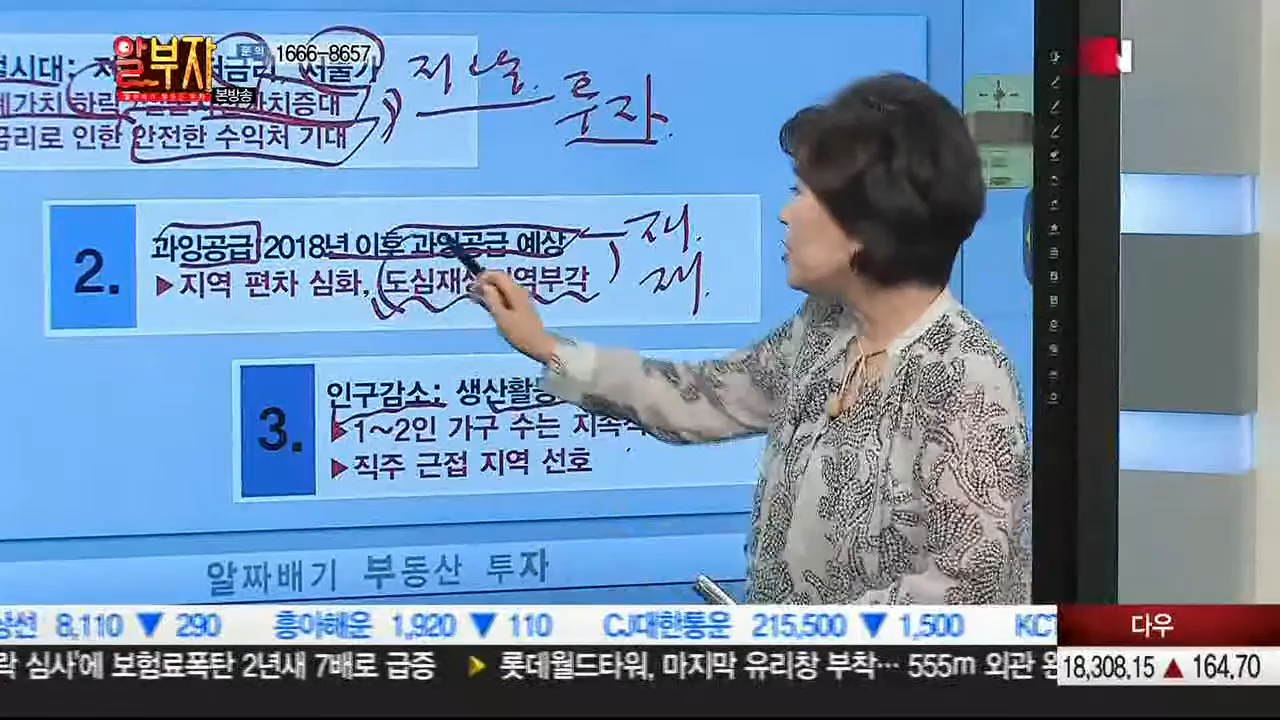 알부자 문의 1666-8657
본방송
저금리
하락
금리로 인한 안전한 수익처 기대
저 날.
투자.
2. 과잉공급 2018년 이후 과잉공급 예상
▶지역 편차 심화, 도심재생지역부각
재.
재.
3. 인구감소: 생산활동
▶1~2인 가구 수는 지속적
▶직주 근접 지역 선호
알짜배기 부동산 투자
상선 8,110 ▼ 290 흥아해운 1,920 ▼ 110 CJ대한통운 215,500 ▼ 1,500
다우
심사'에 보험료폭탄 2년새 7배로 급증 ▶ 롯데월드타워, 마지막 유리창 부착… 555m 외관
18,308.15 ▲ 164.70